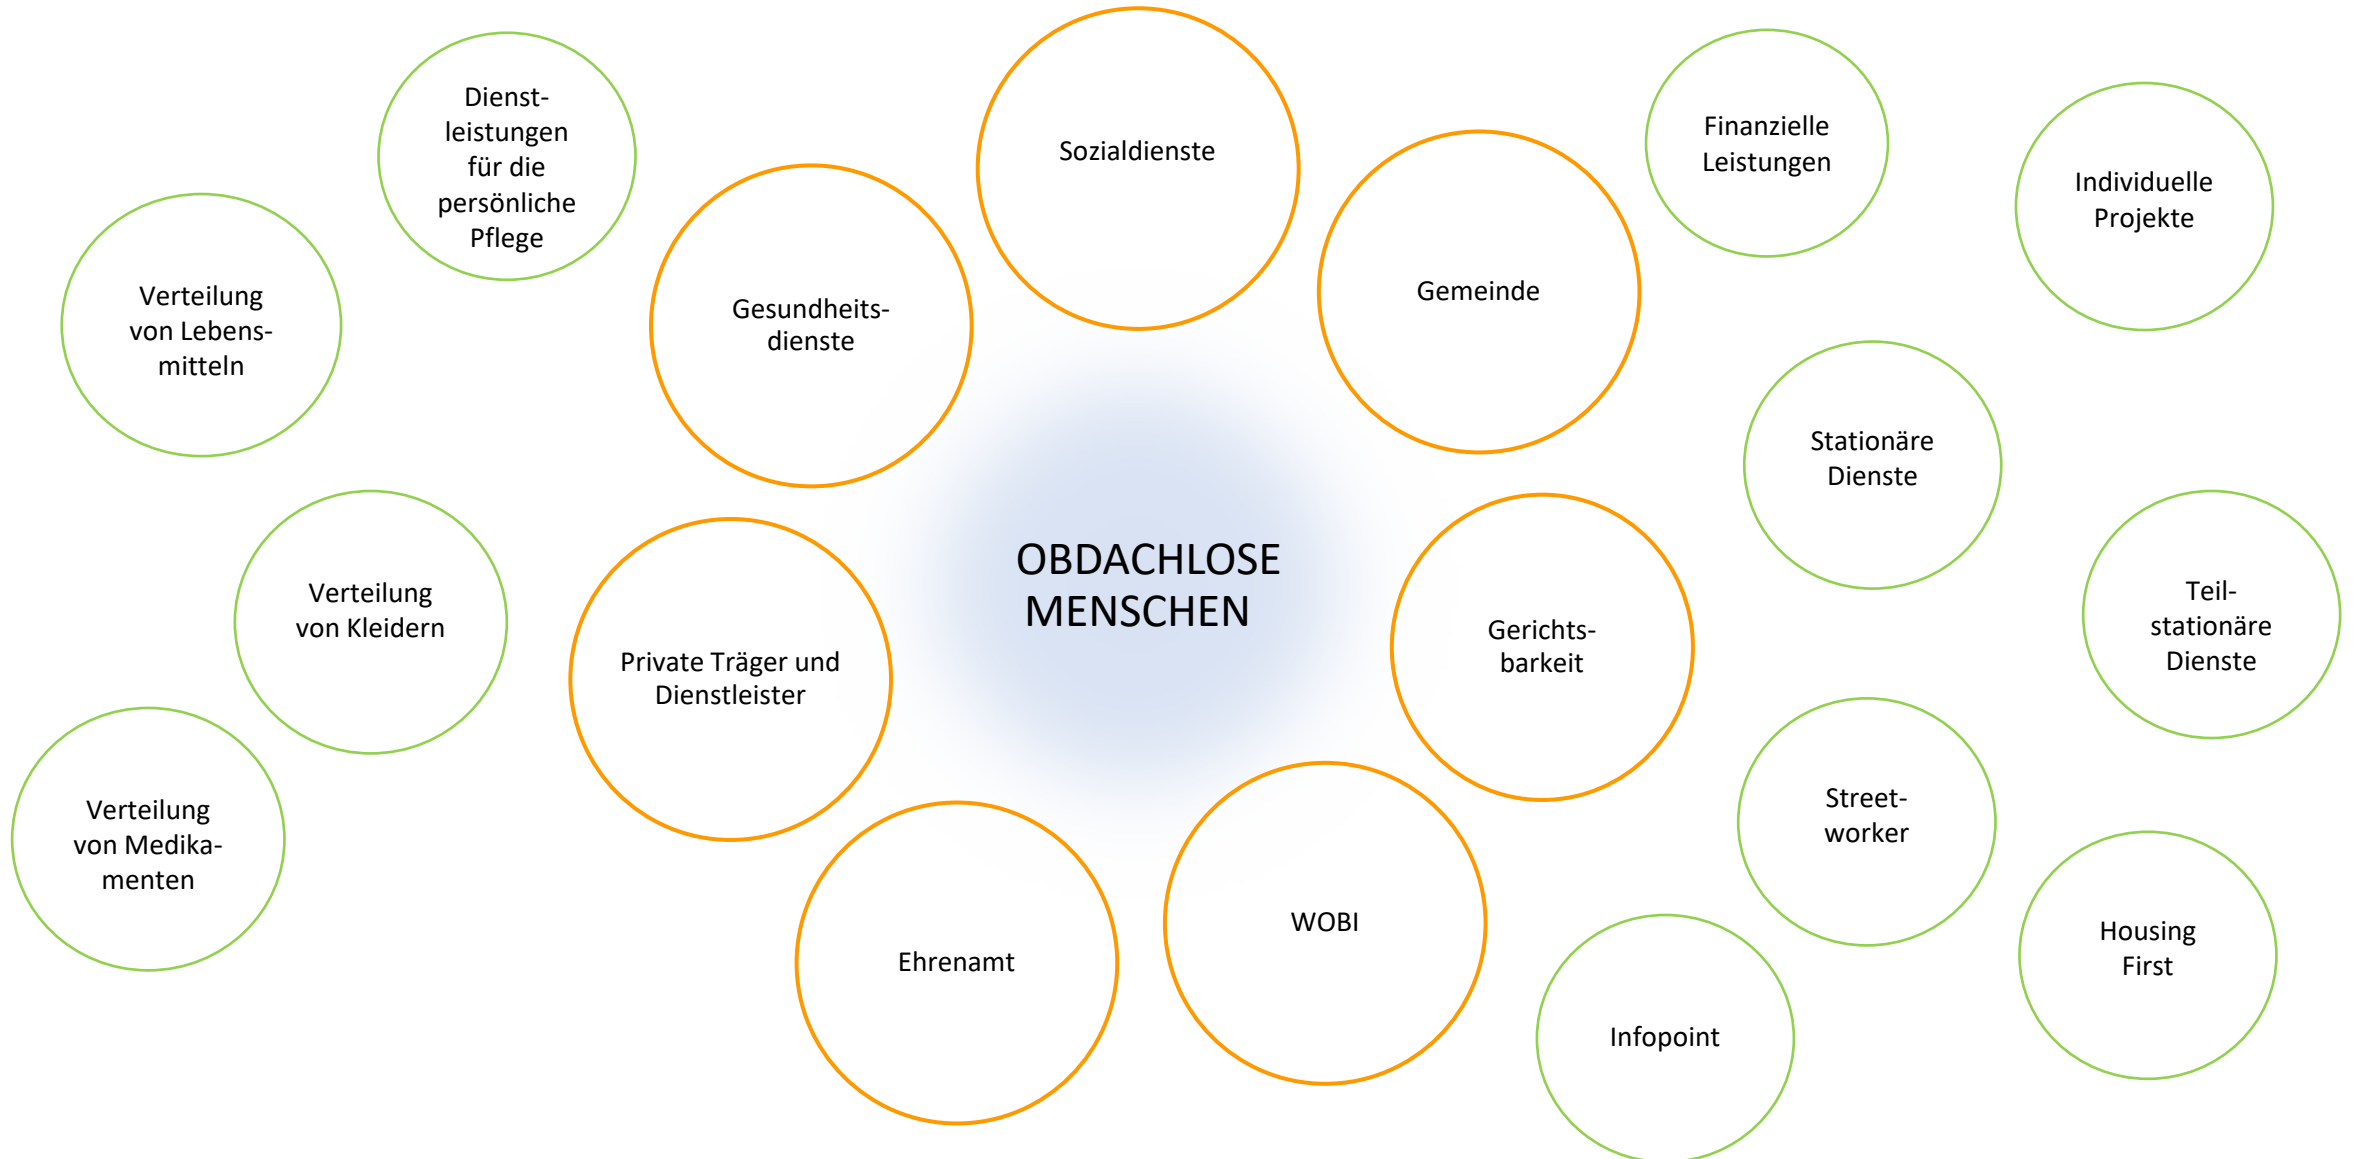 Dienst-
leistungen
für die
persönliche
Pflege
Verteilung
von Lebens-
mitteln
Verteilung
von Kleidern
Verteilung
von Medika-
menten
Gesundheits-
dienste
Sozialdienste
Gemeinde
Private Träger und
Dienstleister
OBDACHLOSE
MENSCHEN
Gerichts-
barkeit
Ehrenamt
WOBI
Finanzielle
Leistungen
Individuelle
Projekte
Stationäre
Dienste
Teil-
stationäre
Dienste
Street-
worker
Housing
First
Infopoint